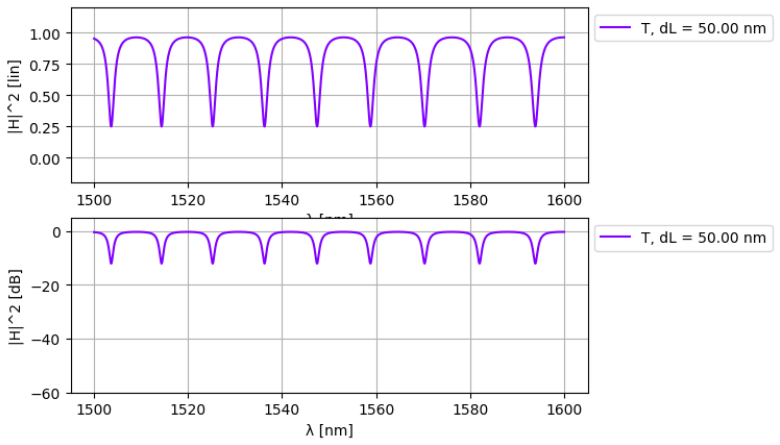 1.00
0.75
0.50
0.25
0.00
|H|^2 [lin]
1500 1520 1540 1560 1580 1600
λ [nm]
T, dL = 50.00 nm
0
−20
−40
−60
|H|^2 [dB]
1500 1520 1540 1560 1580 1600
λ [nm]
T, dL = 50.00 nm